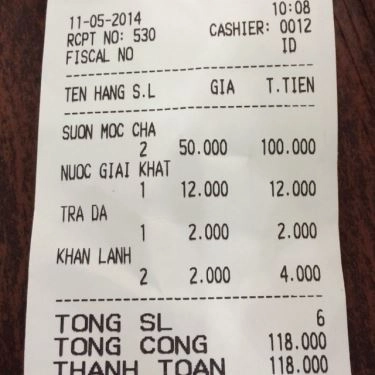 10:08
11-05-2014
RCPT NO: 530 CASHIER: 0012
FISCAL NO ID
TEN HANG S.L GIA T.TIEN
SUON MOC CHA
2 50.000 100.000
NUOC GIAI KHAT
1 12.000 12.000
TRA DA
1 2.000 2.000
KHAN LANH
2 2.000 4.000
TONG SL 6
TONG CONG 118.000
THANH TOAN 118.000